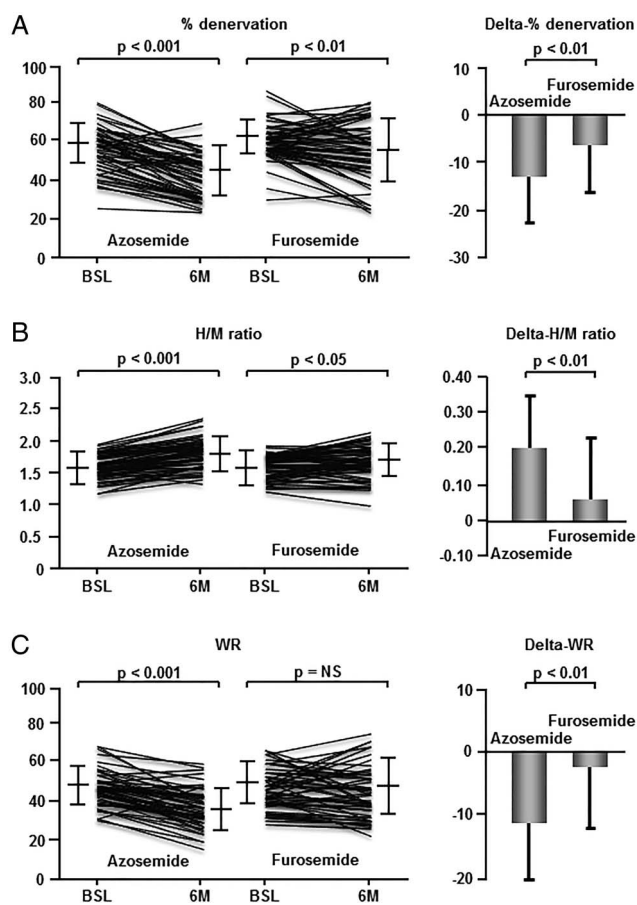 A
% denervation
Delta-% denervation
p < 0.001
p < 0.01
p < 0.01
100
80
60
40
20
0
10
0
-10
-20
-30
Azosemide
Furosemide
Azosemide
Furosemide
BSL
6M
BSL
6M
B
H/M ratio
Delta-H/M ratio
p < 0.001
p < 0.05
p < 0.01
3.0
2.5
2.0
1.5
1.0
0.5
0
0.40
0.30
0.20
0.10
0
-0.10
Azosemide
Furosemide
Azosemide
Furosemide
BSL
6M
BSL
6M
C
WR
Delta-WR
p < 0.001
p = NS
p < 0.01
100
80
60
40
20
0
10
0
-10
-20
Azosemide
Furosemide
Azosemide
Furosemide
BSL
6M
BSL
6M